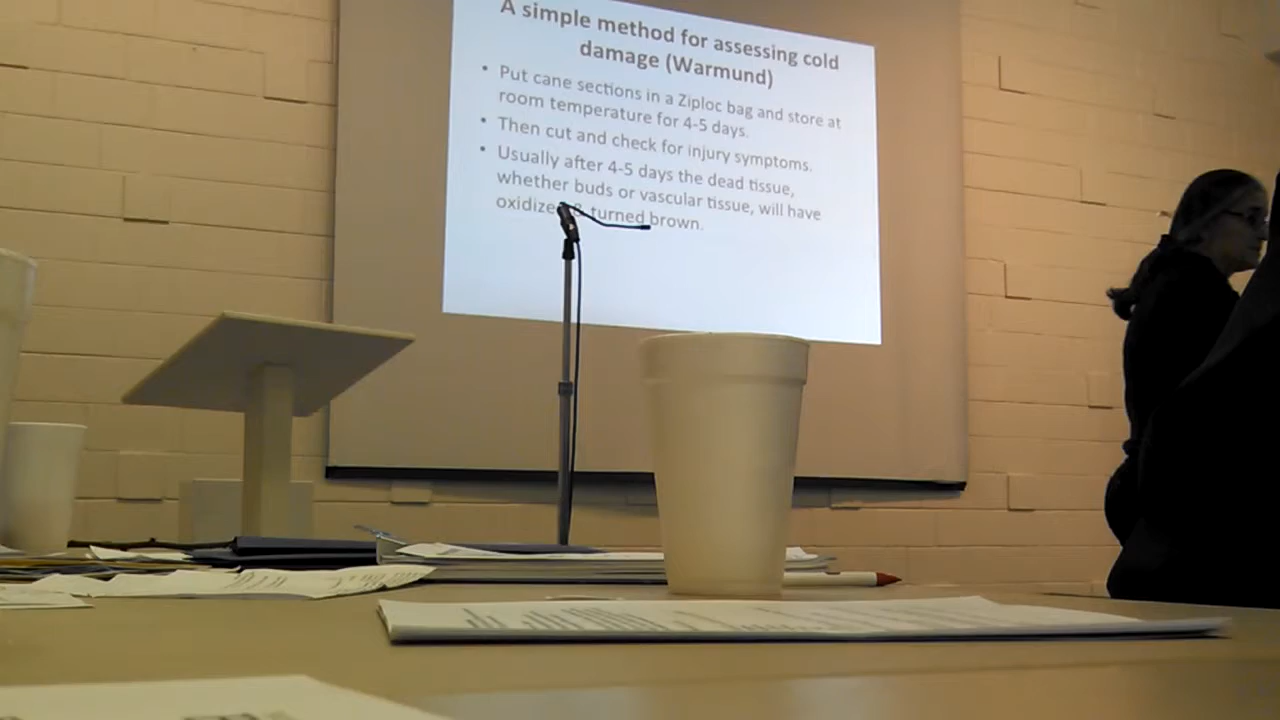 A simple method for assessing cold
damage (Warmund)
• Put cane sections in a Ziploc bag and store at
room temperature for 4-5 days.
• Then cut and check for injury symptoms.
• Usually after 4-5 days the dead tissue,
whether buds or vascular tissue, will have
oxidized & turned brown.